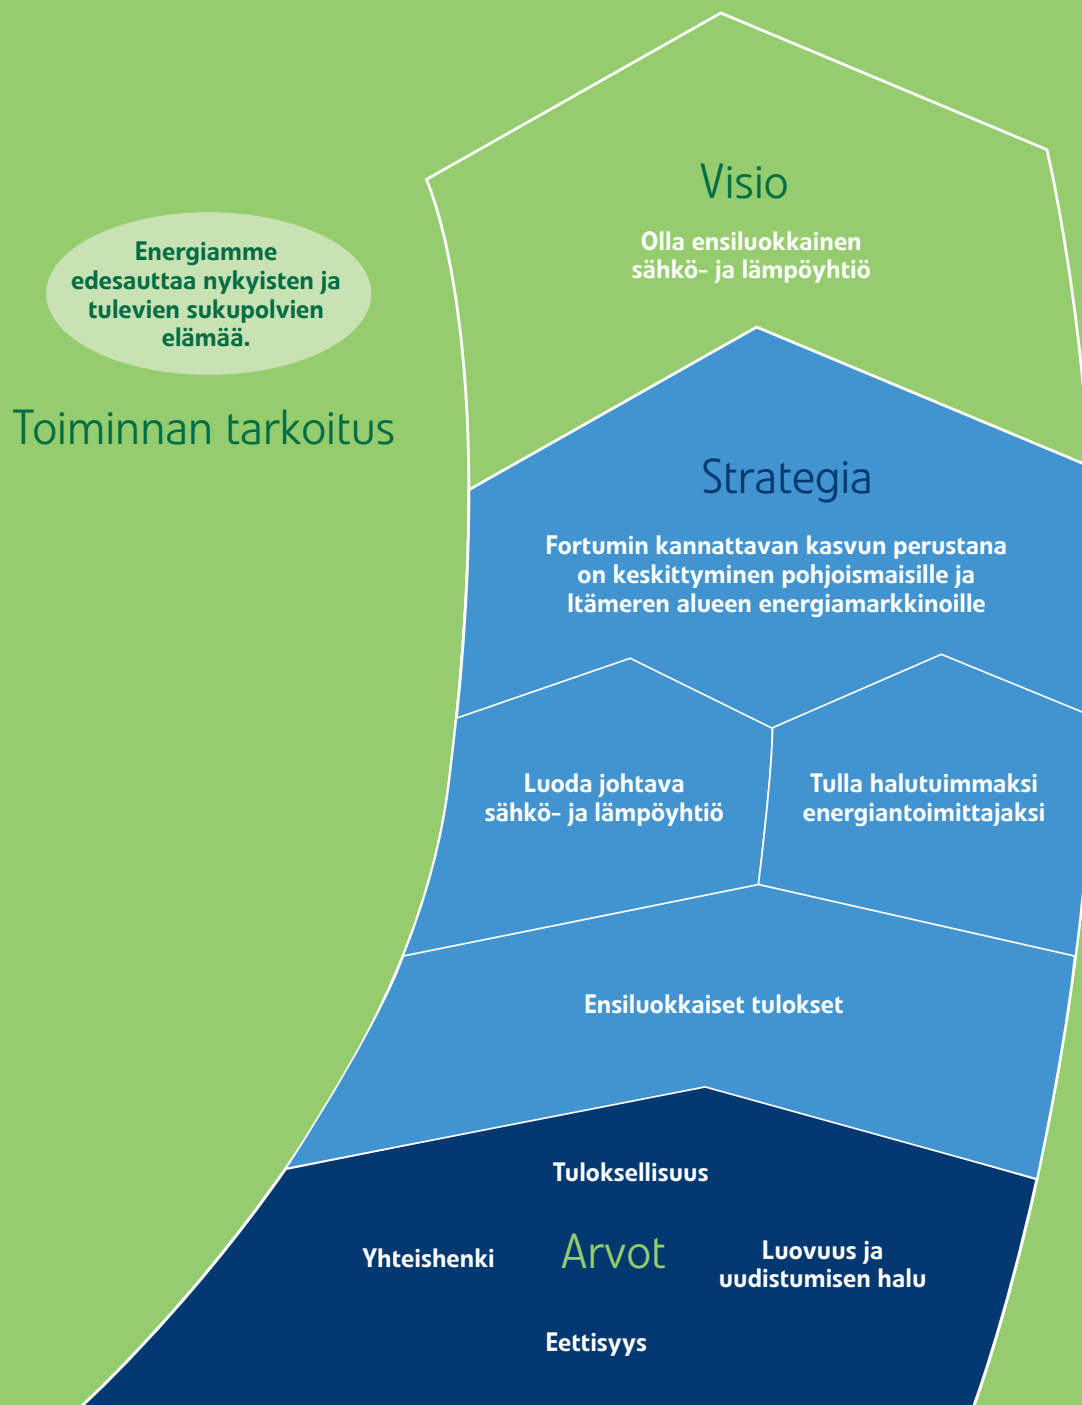 Visio
Olla ensiluokkainen
sähkö- ja lämpöyhtiö
Energiamme
edesauttaa nykyisten ja
tulevien sukupolvien
elämää.
Toiminnan tarkoitus
Strategia
Fortumin kannattavan kasvun perustana
on keskittyminen pohjoismaisille ja
Itämeren alueen energiamarkkinoille
Luoda johtava
sähkö- ja lämpöyhtiö
Tulla halutuimmaksi
energiantoimittajaksi
Ensiluokkaiset tulokset
Tuloksellisuus
Yhteishenki
Arvot
Luovuus ja
uudistumisen halu
Eettisyys